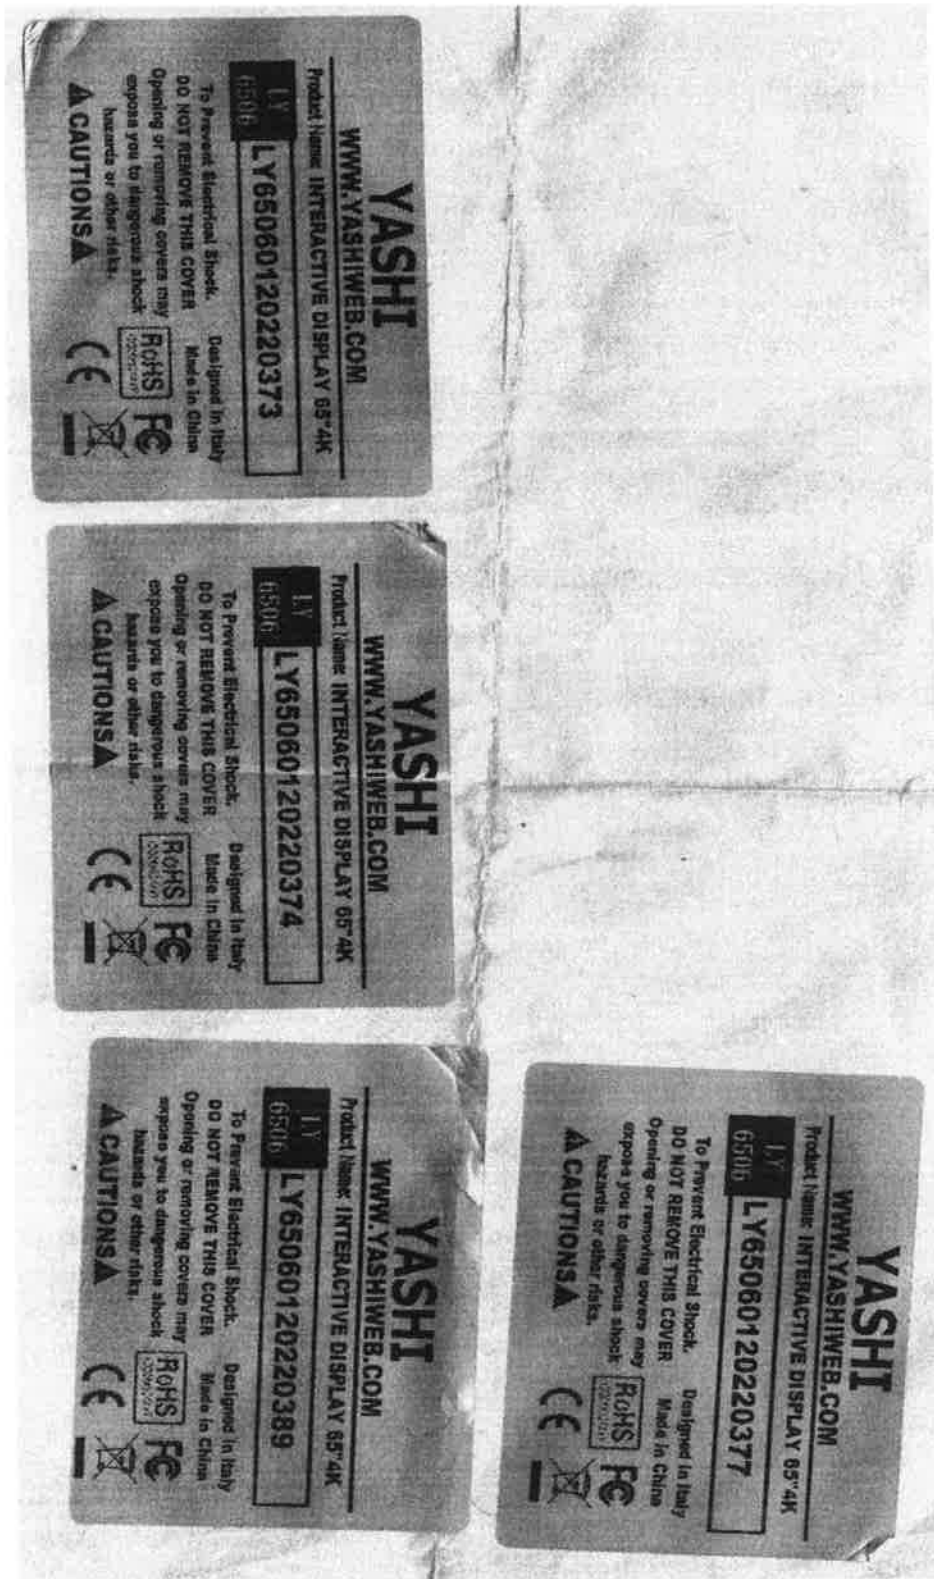 YASHI
WWW.YASHIWEB.COM
Product Name: INTERACTIVE DISPLAY 65"4K
LY
6506
LY65060120220373
To Prevent Electrical Shock.
DO NOT REMOVE THIS COVER
Opening or removing covers may
expose you to dangerous shock
hazards or other risks.
CAUTIONS
Designed in Italy
Made in China
RoHS
FC
CE
YASHI
WWW.YASHIWEB.COM
Product Name: INTERACTIVE DISPLAY 65"4K
LY
6506
LY65060120220374
To Prevent Electrical Shock.
DO NOT REMOVE THIS COVER
Opening or removing covers may
expose you to dangerous shock
hazards or other risks.
CAUTIONS
Designed in Italy
Made in China
RoHS
FC
CE
YASHI
WWW.YASHIWEB.COM
Product Name: INTERACTIVE DISPLAY 65"4K
LY
6506
LY65060120220389
To Prevent Electrical Shock.
DO NOT REMOVE THIS COVER
Opening or removing covers may
expose you to dangerous shock
hazards or other risks.
CAUTIONS
Designed in Italy
Made in China
RoHS
FC
CE
YASHI
WWW.YASHIWEB.COM
Product Name: INTERACTIVE DISPLAY 65"4K
LY
6506
LY65060120220377
To Prevent Electrical Shock.
DO NOT REMOVE THIS COVER
Opening or removing covers may
expose you to dangerous shock
hazards or other risks.
CAUTIONS
Designed in Italy
Made in China
RoHS
FC
CE